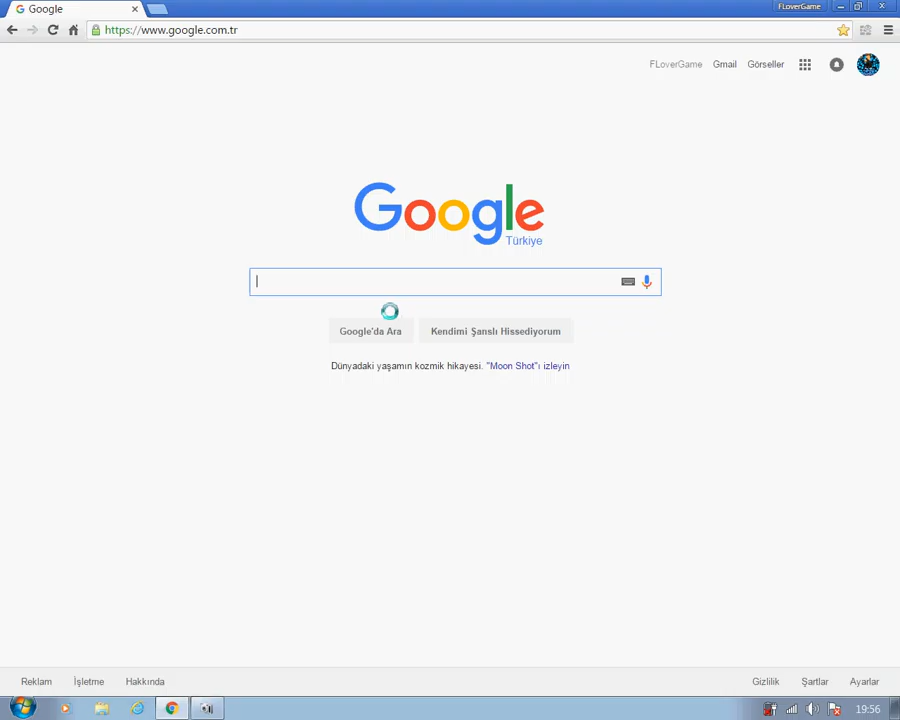 Google
FLoverGame
https://www.google.com.tr
FLoverGame Gmail Görseller
Google
Türkiye
Google'da Ara Kendimi Şanslı Hissediyorum
Dünyadaki yaşamın kozmik hikayesi. "Moon Shot"ı izleyin
Reklam İşletme Hakkında Gizlilik Şartlar Ayarlar
19:56